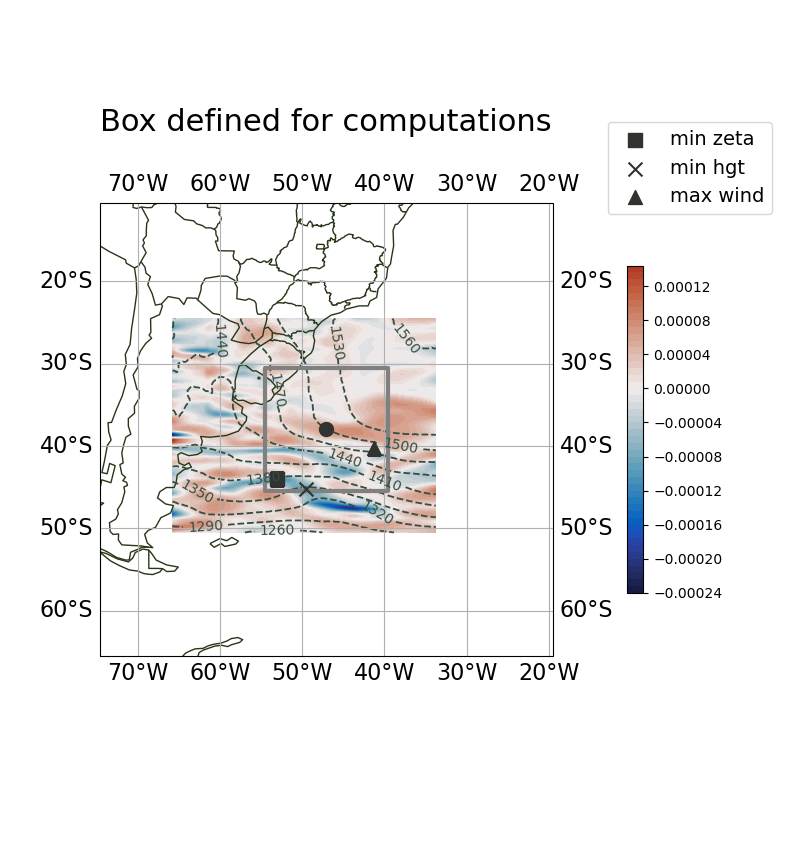 Box defined for computations
min zeta
min hgt
max wind
70°W 60°W 50°W 40°W 30°W 20°W
20°S 20°S
30°S 30°S
40°S 40°S
50°S 50°S
60°S 60°S
70°W 60°W 50°W 40°W 30°W 20°W
1440
1530
1560
1470
1500
1440
1380
1410
1350
1320
1290
1260
0.00012
0.00008
0.00004
0.00000
−0.00004
−0.00008
−0.00012
−0.00016
−0.00020
−0.00024